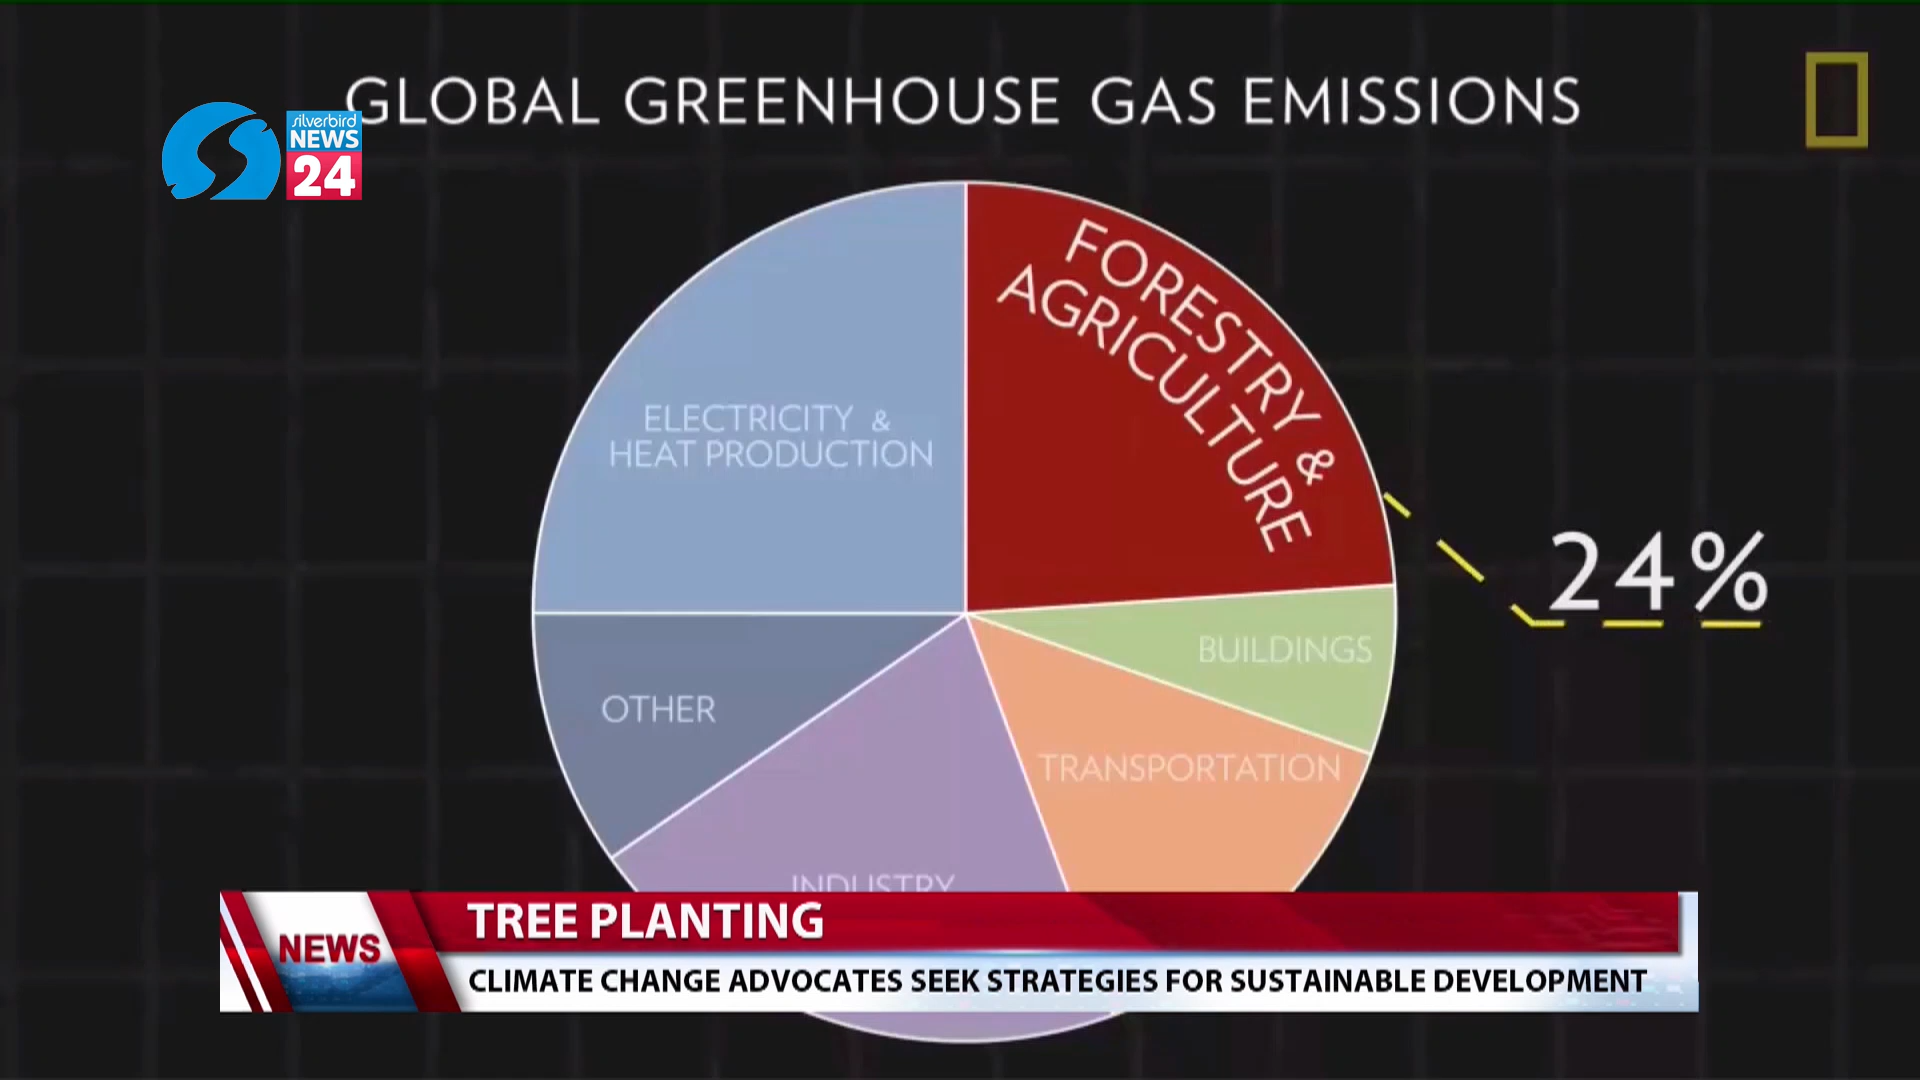 GLOBAL GREENHOUSE GAS EMISSIONS
silverbird
NEWS
24
FORESTRY &
AGRICULTURE
ELECTRICITY &
HEAT PRODUCTION
24%
BUILDINGS
OTHER
TRANSPORTATION
INDUSTRY
NEWS
TREE PLANTING
CLIMATE CHANGE ADVOCATES SEEK STRATEGIES FOR SUSTAINABLE DEVELOPMENT